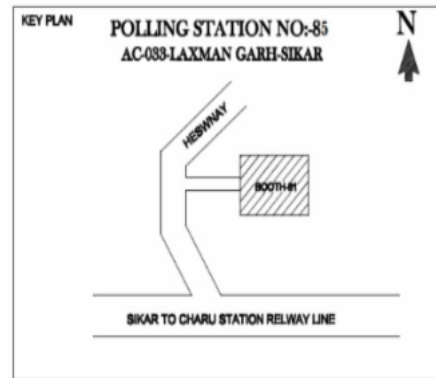 KEY PLAN
POLLING STATION NO:-85
N
AC-033-LAXMAN GARH-SIKAR
HESWNAY
BOOTH-81
SIKAR TO CHARU STATION RELWAY LINE